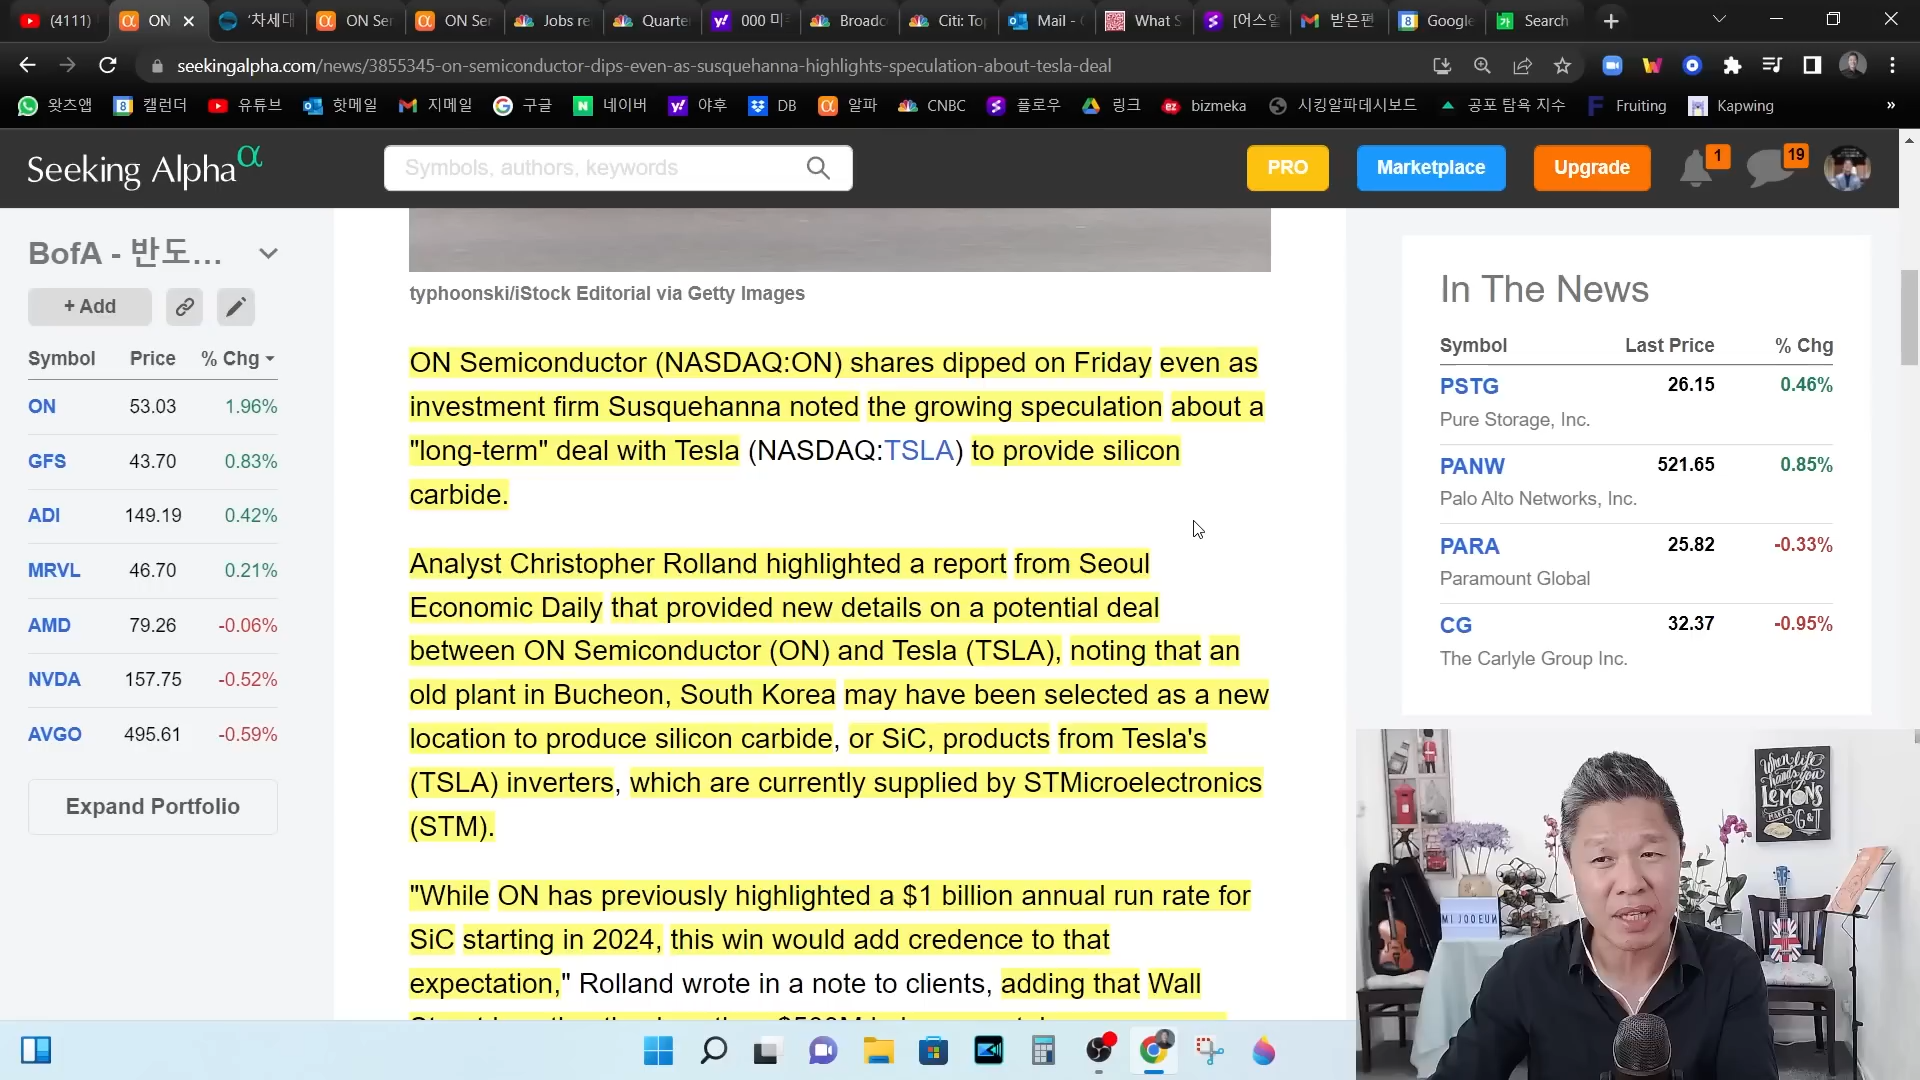 (4111)
ON
'차세대
ON Ser
ON Ser
Jobs re
Quarte
000 미
Broadc
Citi: To
Mail -
What S
[어스얼
받은편
Google
Search
seekingalpha.com/news/3855345-on-semiconductor-dips-even-as-susquehanna-highlights-speculation-about-tesla-deal
왓즈앱
캘런더
유튜브
핫메일
지메일
구글
네이버
야후
DB
알파
CNBC
플로우
링크
bizmeka
시킹알파데시보드
공포 탐욕 지수
Fruiting
Kapwing
»
Seeking Alphaα
Symbols, authors, keywords
PRO
Marketplace
Upgrade
1
19
BofA - 반도...
+ Add
Symbol Price % Chg
ON 53.03 1.96%
GFS 43.70 0.83%
ADI 149.19 0.42%
MRVL 46.70 0.21%
AMD 79.26 -0.06%
NVDA 157.75 -0.52%
AVGO 495.61 -0.59%
Expand Portfolio
typhoonski/iStock Editorial via Getty Images
ON Semiconductor (NASDAQ:ON) shares dipped on Friday even as
investment firm Susquehanna noted the growing speculation about a
"long-term" deal with Tesla (NASDAQ:TSLA) to provide silicon
carbide.
Analyst Christopher Rolland highlighted a report from Seoul
Economic Daily that provided new details on a potential deal
between ON Semiconductor (ON) and Tesla (TSLA), noting that an
old plant in Bucheon, South Korea may have been selected as a new
location to produce silicon carbide, or SiC, products from Tesla's
(TSLA) inverters, which are currently supplied by STMicroelectronics
(STM).
"While ON has previously highlighted a $1 billion annual run rate for
SiC starting in 2024, this win would add credence to that
expectation," Rolland wrote in a note to clients, adding that Wall
In The News
Symbol Last Price % Chg
PSTG 26.15 0.46%
Pure Storage, Inc.
PANW 521.65 0.85%
Palo Alto Networks, Inc.
PARA 25.82 -0.33%
Paramount Global
CG 32.37 -0.95%
The Carlyle Group Inc.
When life
hands you
LEMONS
MAKE A
G&T
MI JOO EUN